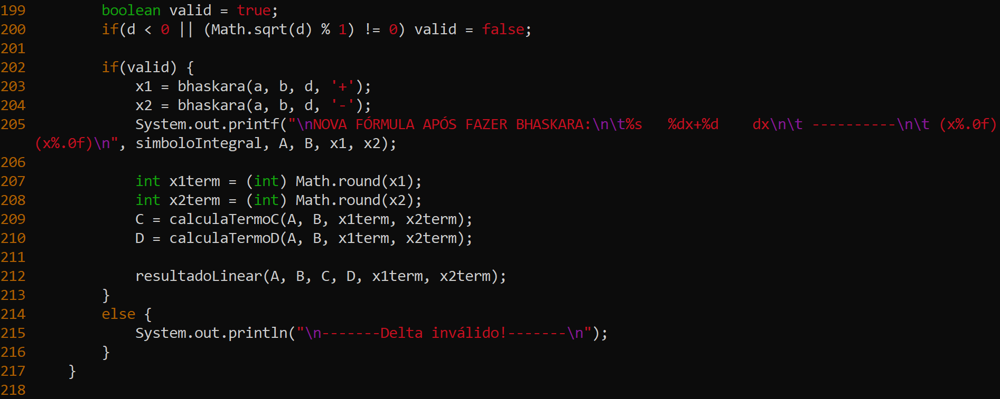 199         boolean valid = true;
200         if(d < 0 || (Math.sqrt(d) % 1) != 0) valid = false;
201
202         if(valid) {
203             x1 = bhaskara(a, b, d, '+');
204             x2 = bhaskara(a, b, d, '-');
205             System.out.printf("\nNOVA FÓRMULA APÓS FAZER BHASKARA:\n\t%s   %dx+%d    dx\n\t ----------\n\t (x%.0f)
    (x%.0f)\n", simboloIntegral, A, B, x1, x2);
206
207             int x1term = (int) Math.round(x1);
208             int x2term = (int) Math.round(x2);
209             C = calculaTermoC(A, B, x1term, x2term);
210             D = calculaTermoD(A, B, x1term, x2term);
211
212             resultadoLinear(A, B, C, D, x1term, x2term);
213         }
214         else {
215             System.out.println("\n-------Delta inválido!-------\n");
216         }
217     }
218